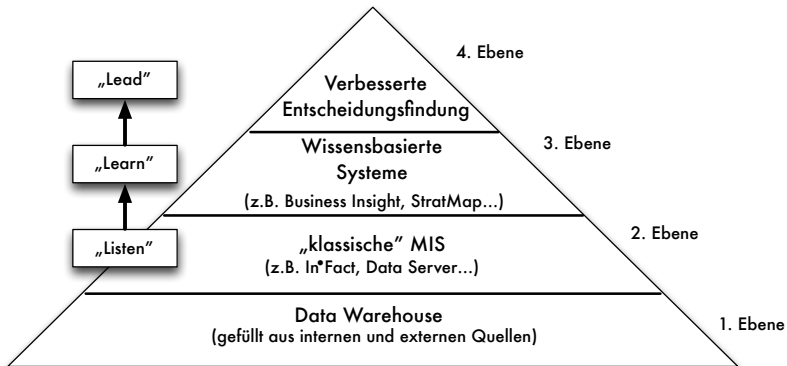 4. Ebene
„Lead“
Verbesserte
Entscheidungsfindung
3. Ebene
„Learn“
Wissensbasierte
Systeme
(z.B. Business Insight, StratMap...)
2. Ebene
„Listen“
„klassische“ MIS
(z.B. In•Fact, Data Server...)
1. Ebene
Data Warehouse
(gefüllt aus internen und externen Quellen)